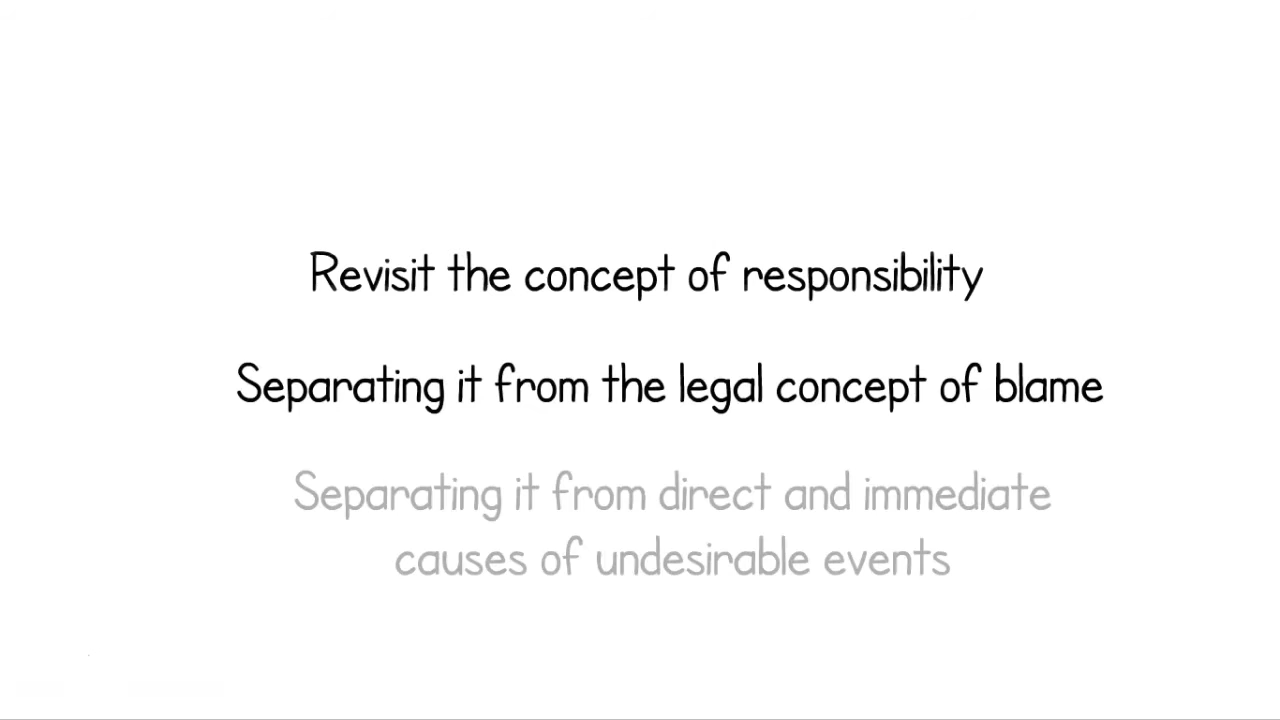 Revisit the concept of responsibility
Separating it from the legal concept of blame
Separating it from direct and immediate
causes of undesirable events